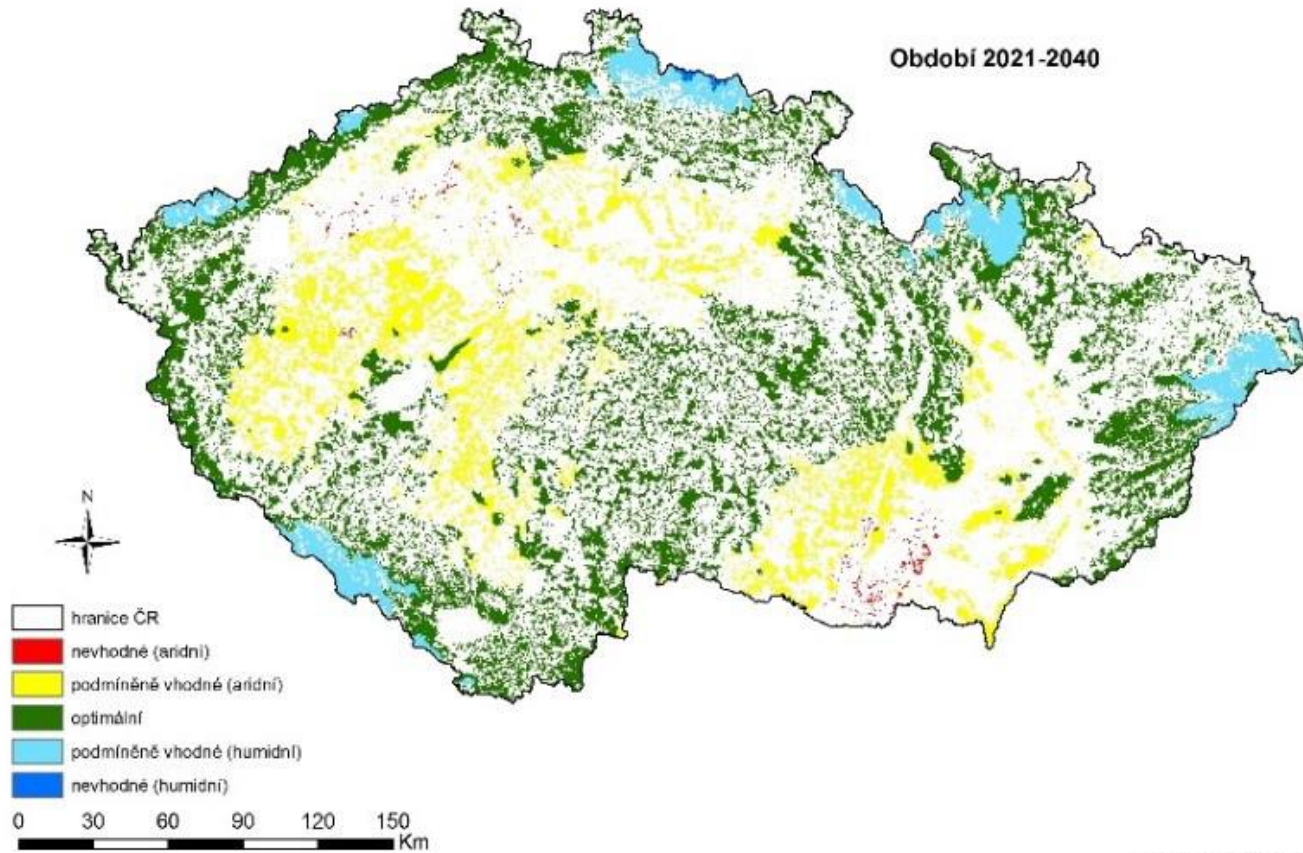 Období 2021-2040
N
hranice ČR
nevhodné (aridní)
podmíněně vhodné (aridní)
optimální
podmíněně vhodné (humidní)
nevhodné (humidní)
0 30 60 90 120 150
Km